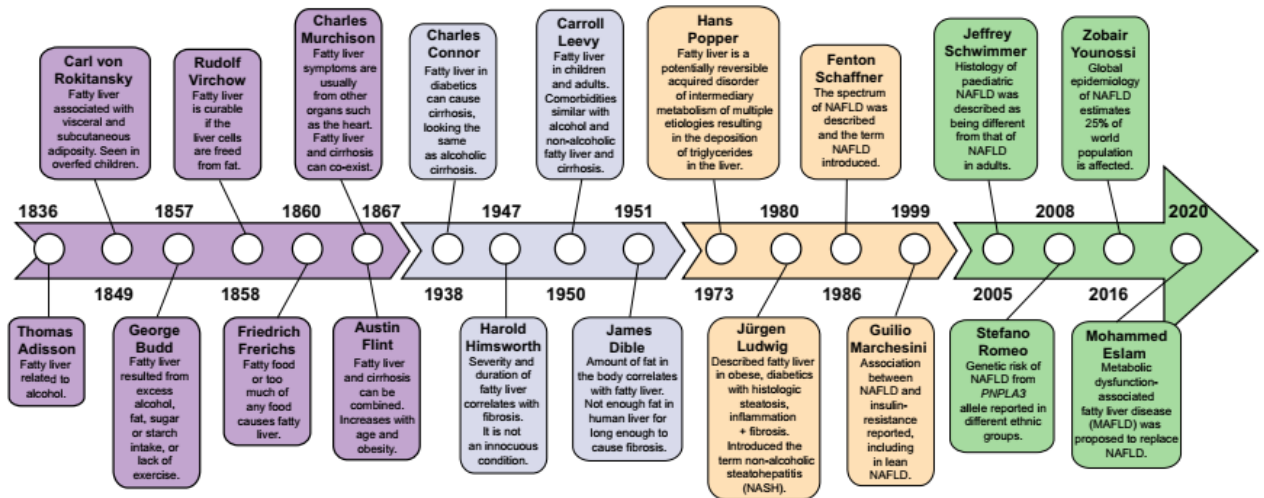 Carl von
Rokitansky
Fatty liver
associated with
visceral and
subcutaneous
adiposity. Seen in
overfed children.
Rudolf
Virchow
Fatty liver
is curable
if the
liver cells
are freed
from fat.
Charles
Murchison
Fatty liver
symptoms are
usually
from other
organs such
as the heart.
Fatty liver
and cirrhosis
can co-exist.
Charles
Connor
Fatty liver in
diabetics
can cause
cirrhosis,
looking the
same
as alcoholic
cirrhosis.
Carroll
Leevy
Fatty liver
in children
and adults.
Comorbidities
similar with
alcohol and
non-alcoholic
fatty liver and
cirrhosis.
Hans
Popper
Fatty liver is a
potentially reversible
acquired disorder
of intermediary
metabolism of multiple
etiologies resulting
in the deposition
of triglycerides
in the liver.
Fenton
Schaffner
The spectrum
of NAFLD was
described
and the term
NAFLD
introduced.
Jeffrey
Schwimmer
Histology of
paediatric
NAFLD was
described as
being different
from that of
NAFLD
in adults.
Zobair
Younossi
Global
epidemiology
of NAFLD
estimates
25% of
world
population
is affected.
1836
1857
1860
1867
1947
1951
1980
1999
2008
2020
1849
1858
1938
1950
1973
1986
2005
2016
Thomas
Adisson
Fatty liver
related to
alcohol.
George
Budd
Fatty liver
resulted from
excess
alcohol,
fat, sugar
or starch
intake, or
lack of
exercise.
Friedrich
Frerichs
Fatty food
or too
much of
any food
causes fatty
liver.
Austin
Flint
Fatty liver
and cirrhosis
can be
combined.
Increases with
age and
obesity.
Harold
Himsworth
Severity and
duration of
fatty liver
correlates with
fibrosis.
It is not
an innocuous
condition.
James
Dible
Amount of fat in
the body correlates
with fatty liver.
Not enough fat in
human liver for
long enough to
cause fibrosis.
Jürgen
Ludwig
Described fatty liver
in obese, diabetics
with histologic
steatosis,
inflammation
+ fibrosis.
Introduced the
term non-alcoholic
steatohepatitis
(NASH).
Guilio
Marchesini
Association
between
NAFLD and
insulin-
resistance
reported,
including
in lean
NAFLD.
Stefano
Romeo
Genetic risk of
NAFLD from
PNPLA3
allele reported in
different ethnic
groups.
Mohammed
Eslam
Metabolic
dysfunction-
associated
fatty liver disease
(MAFLD) was
proposed to replace
NAFLD.